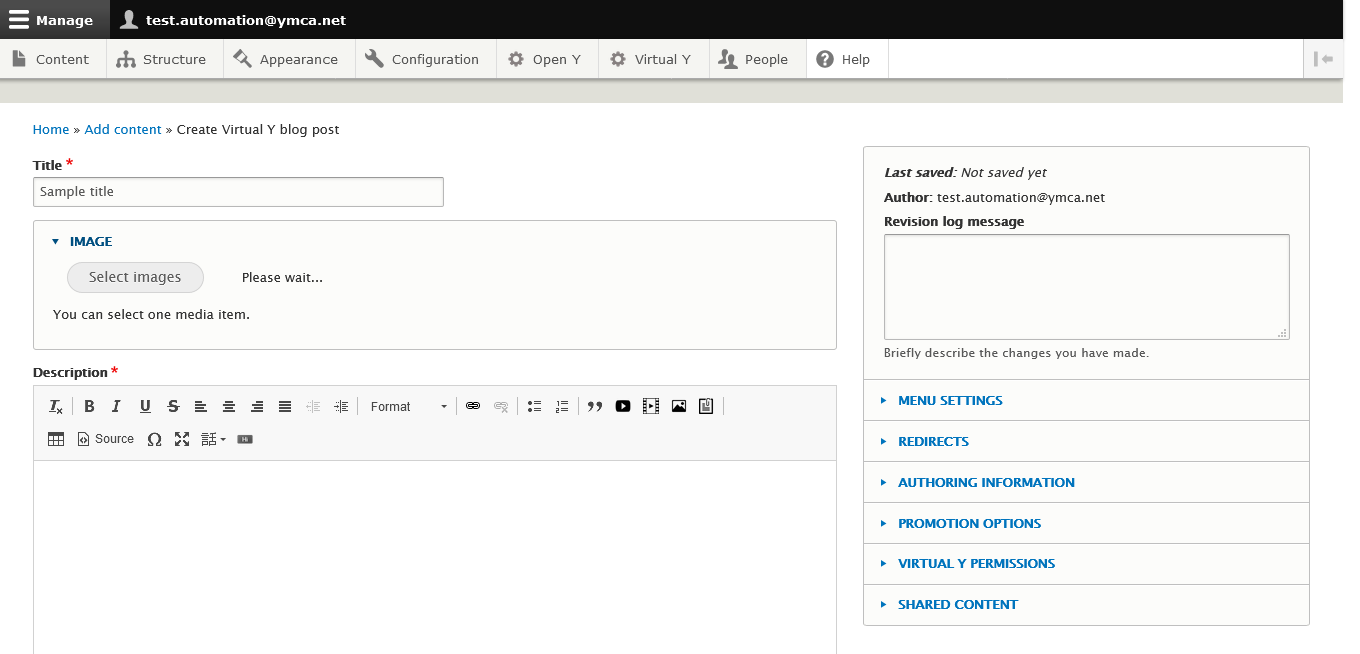 Manage test.automation@ymca.net
Content Structure Appearance Configuration Open Y Virtual Y People Help
Home » Add content » Create Virtual Y blog post
Title *
Sample title
IMAGE
Select images Please wait...
You can select one media item.
Description *
Format
Source
Last saved: Not saved yet
Author: test.automation@ymca.net
Revision log message
Briefly describe the changes you have made.
MENU SETTINGS
REDIRECTS
AUTHORING INFORMATION
PROMOTION OPTIONS
VIRTUAL Y PERMISSIONS
SHARED CONTENT